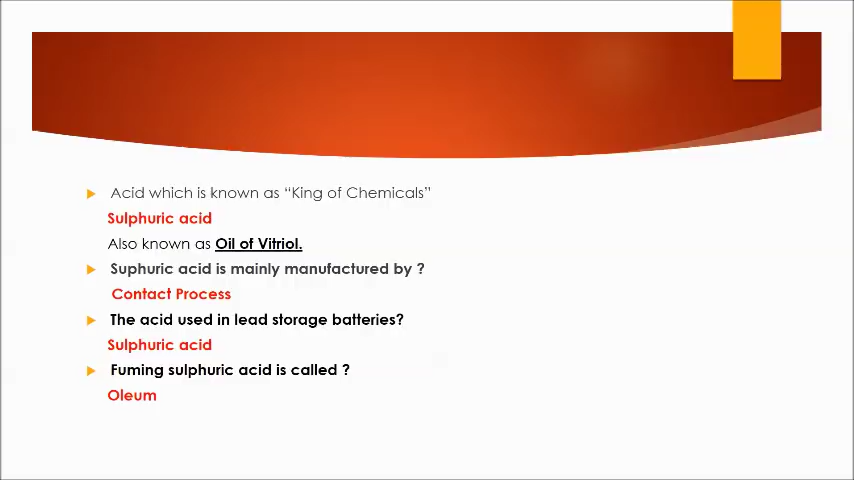 Acid which is known as “King of Chemicals”
Sulphuric acid
Also known as Oil of Vitriol.
Suphuric acid is mainly manufactured by ?
Contact Process
The acid used in lead storage batteries?
Sulphuric acid
Fuming sulphuric acid is called ?
Oleum